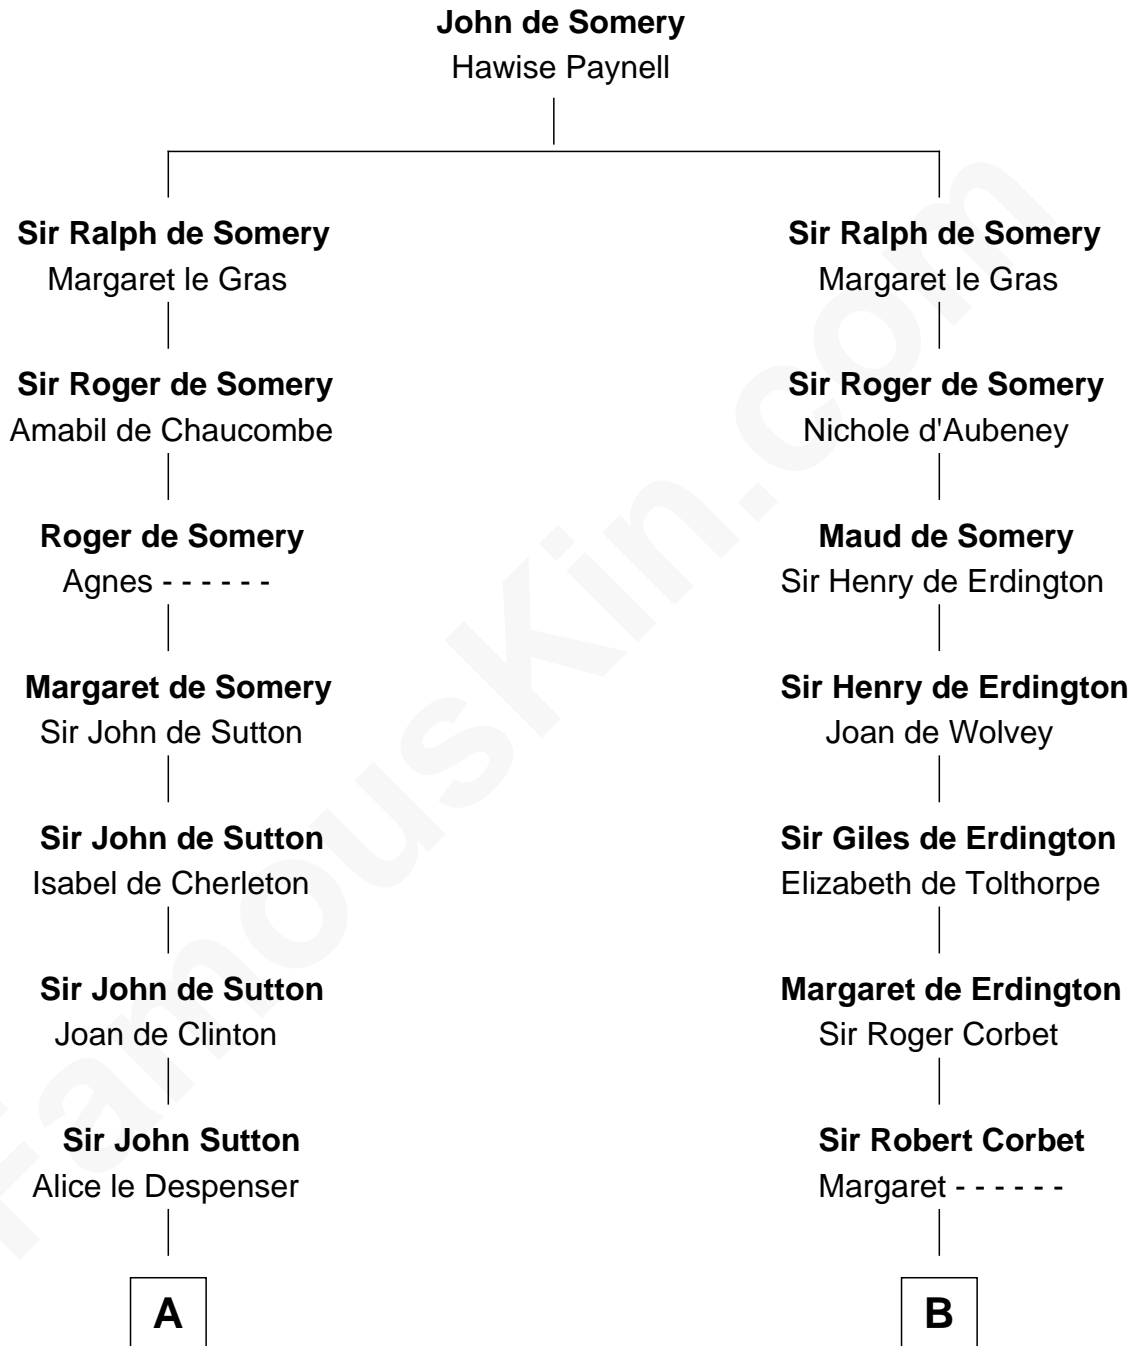 John de Somery
Hawise Paynell
Sir Ralph de Somery
Margaret le Gras
Sir Roger de Somery
Amabil de Chaucombe
Roger de Somery
Agnes - - - - - -
Margaret de Somery
Sir John de Sutton
Sir John de Sutton
Isabel de Cherleton
Sir John de Sutton
Joan de Clinton
Sir John Sutton
Alice le Despenser
A
Sir Ralph de Somery
Margaret le Gras
Sir Roger de Somery
Nichole d'Aubeney
Maud de Somery
Sir Henry de Erdington
Sir Henry de Erdington
Joan de Wolvey
Sir Giles de Erdington
Elizabeth de Tolthorpe
Margaret de Erdington
Sir Roger Corbet
Sir Robert Corbet
Margaret - - - - - -
B
FamousKin.com